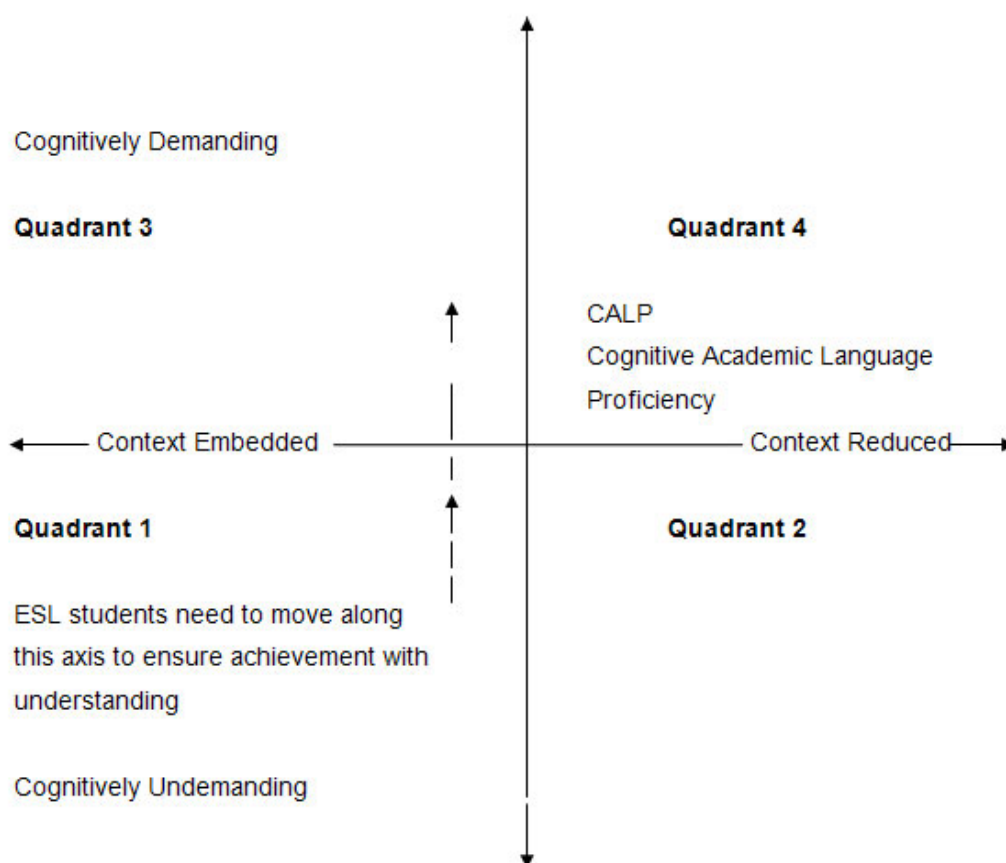 Cognitively Demanding
Quadrant 3
Quadrant 4
CALP
Cognitive Academic Language
Proficiency
Context Embedded
Context Reduced
Quadrant 1
Quadrant 2
ESL students need to move along
this axis to ensure achievement with
understanding
Cognitively Undemanding